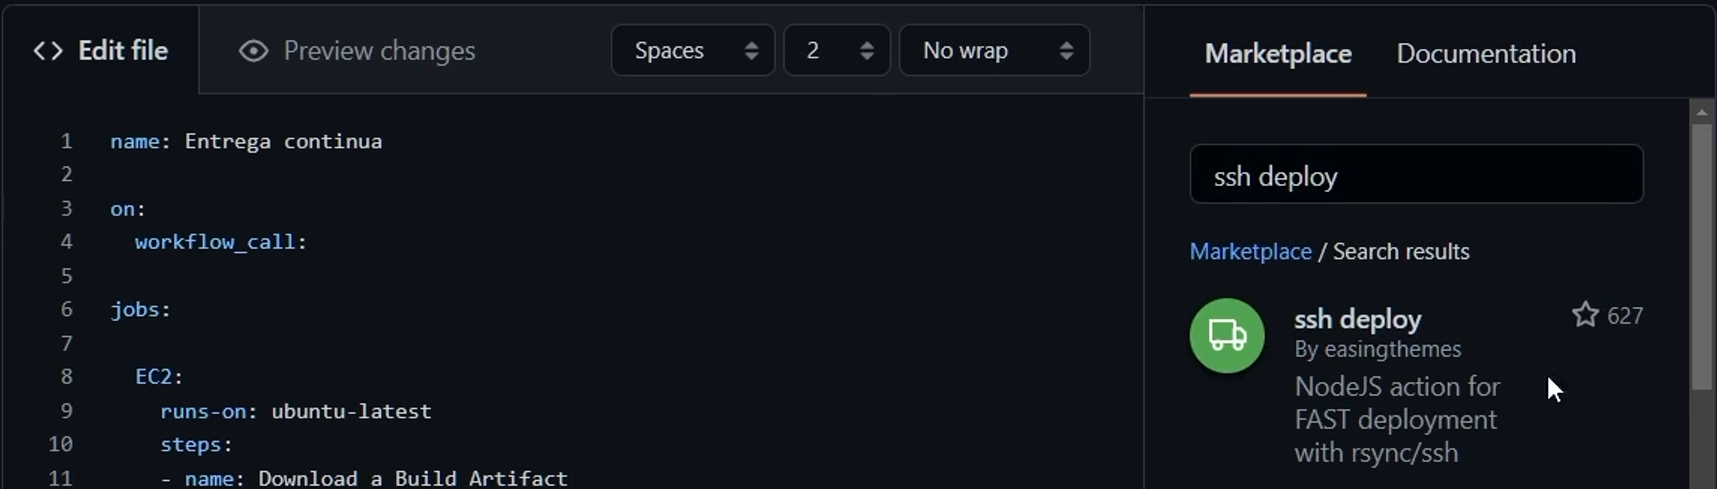 Edit file
Preview changes
Spaces
2
No wrap
Marketplace
Documentation
1 name: Entrega continua
2
3 on:
4   workflow_call:
5
6 jobs:
7
8   EC2:
9     runs-on: ubuntu-latest
10     steps:
11     - name: Download a Build Artifact
ssh deploy
Marketplace / Search results
ssh deploy
627
By easingthemes
NodeJS action for
FAST deployment
with rsync/ssh